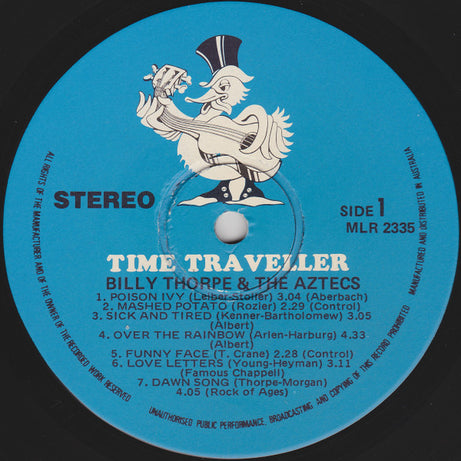 STEREO
SIDE 1
MLR 2335
TIME TRAVELLER
BILLY THORPE & THE AZTECS
1. POISON IVY (Leiber-Stoller) 3.04 (Aberbach)
2. MASHED POTATO (Rozier) 2.29 (Control)
3. SICK AND TIRED (Kenner-Bartholomew) 3.05
(Albert)
4. OVER THE RAINBOW (Arlen-Harburg) 4.33
(Albert)
5. FUNNY FACE (T. Crane) 2.28 (Control)
6. LOVE LETTERS (Young-Heyman) 3.11
(Famous Chappell)
7. DAWN SONG (Thorpe-Morgan)
4.05 (Rock of Ages)
ALL RIGHTS OF THE MANUFACTURER AND OF THE OWNER OF THE RECORDED WORK RESERVED
UNAUTHORISED PUBLIC PERFORMANCE, BROADCASTING AND COPYING OF THIS RECORD PROHIBITED
MANUFACTURED AND DISTRIBUTED IN AUSTRALIA